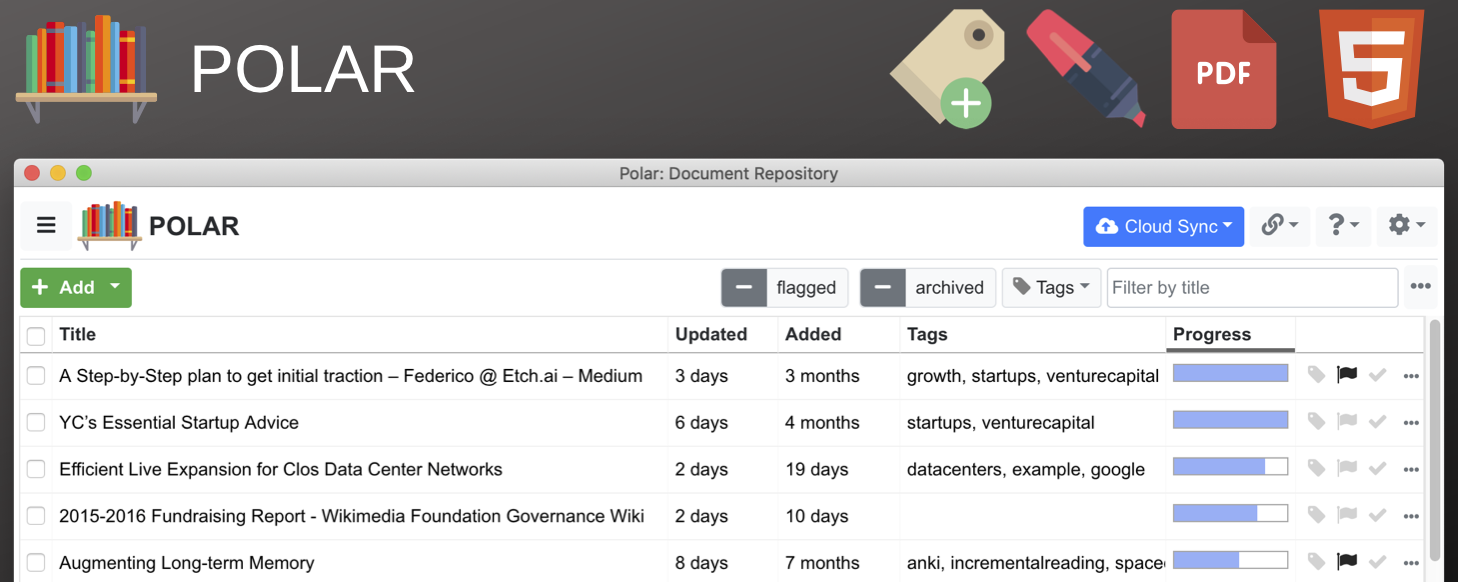 POLAR
PDF
5
Polar: Document Repository
POLAR
Cloud Sync
?
+ Add
flagged
archived
Tags
Filter by title
Title Updated Added Tags Progress
A Step-by-Step plan to get initial traction – Federico @ Etch.ai – Medium 3 days 3 months growth, startups, venturecapital
YC’s Essential Startup Advice 6 days 4 months startups, venturecapital
Efficient Live Expansion for Clos Data Center Networks 2 days 19 days datacenters, example, google
2015-2016 Fundraising Report - Wikimedia Foundation Governance Wiki 2 days 10 days
Augmenting Long-term Memory 8 days 7 months anki, incrementalreading, space